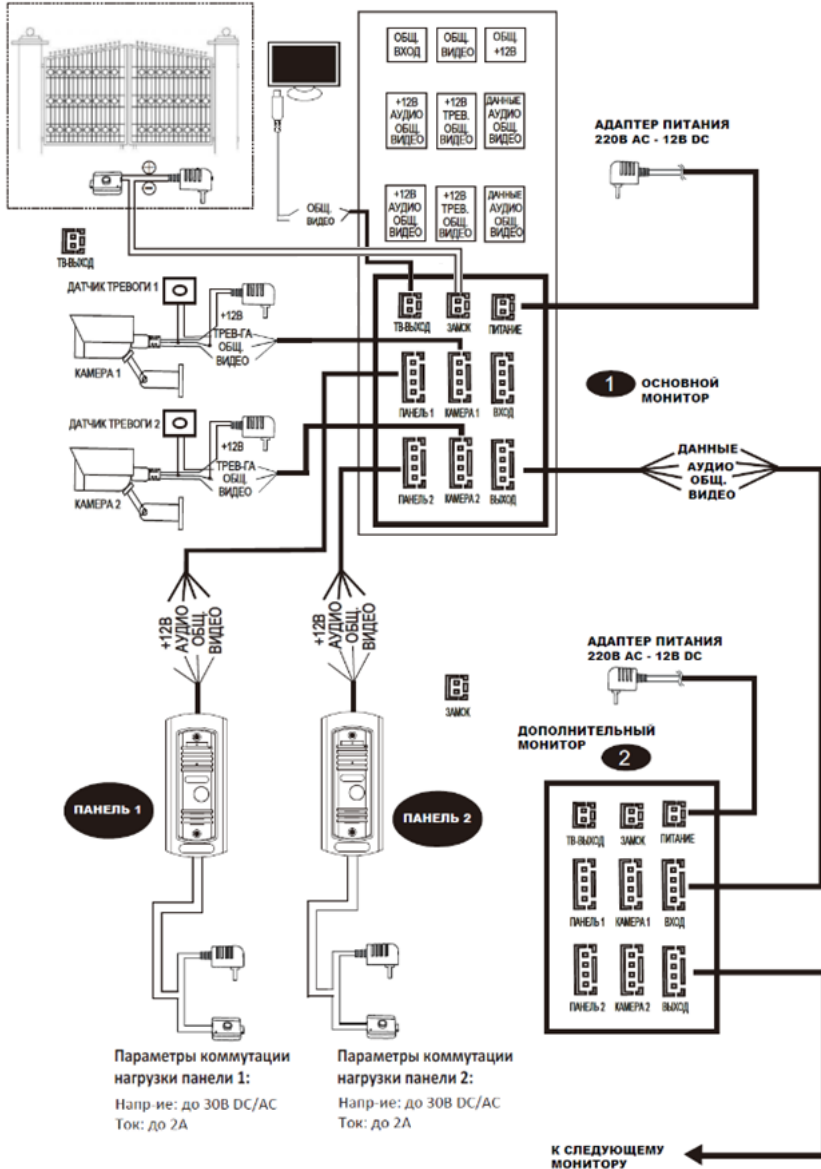 ОБЩ.
ВХОД
ОБЩ.
ВИДЕО
ОБЩ.
+12В
+12В
АУДИО
ОБЩ.
ВИДЕО
+12В
ТРЕВ.
ОБЩ.
ВИДЕО
ДАННЫЕ
АУДИО
ОБЩ.
ВИДЕО
+12В
АУДИО
ОБЩ.
ВИДЕО
+12В
ТРЕВ.
ОБЩ.
ВИДЕО
ДАННЫЕ
АУДИО
ОБЩ.
ВИДЕО
АДАПТЕР ПИТАНИЯ
220В AC - 12В DC
ОБЩ.
ВИДЕО
ТВ-ВЫХОД
ДАТЧИК ТРЕВОГИ 1
+12В
ТРЕВ-ГА
ОБЩ.
ВИДЕО
КАМЕРА 1
ДАТЧИК ТРЕВОГИ 2
+12В
ТРЕВ-ГА
ОБЩ.
ВИДЕО
КАМЕРА 2
ТВ-ВЫХОД
ЗАМОК
ПИТАНИЕ
ПАНЕЛЬ 1
КАМЕРА 1
ВХОД
ПАНЕЛЬ 2
КАМЕРА 2
ВЫХОД
1
ОСНОВНОЙ
МОНИТОР
ДАННЫЕ
АУДИО
ОБЩ.
ВИДЕО
+12В
АУДИО
ОБЩ.
ВИДЕО
+12В
АУДИО
ОБЩ.
ВИДЕО
ЗАМОК
АДАПТЕР ПИТАНИЯ
220В AC - 12В DC
ДОПОЛНИТЕЛЬНЫЙ
МОНИТОР
2
ПАНЕЛЬ 1
ПАНЕЛЬ 2
ТВ-ВЫХОД
ЗАМОК
ПИТАНИЕ
ПАНЕЛЬ 1
КАМЕРА 1
ВХОД
ПАНЕЛЬ 2
КАМЕРА 2
ВЫХОД
Параметры коммутации
нагрузки панели 1:
Напр-ие: до 30В DC/AC
Ток: до 2А
Параметры коммутации
нагрузки панели 2:
Напр-ие: до 30В DC/AC
Ток: до 2А
К СЛЕДУЮЩЕМУ
МОНИТОРУ